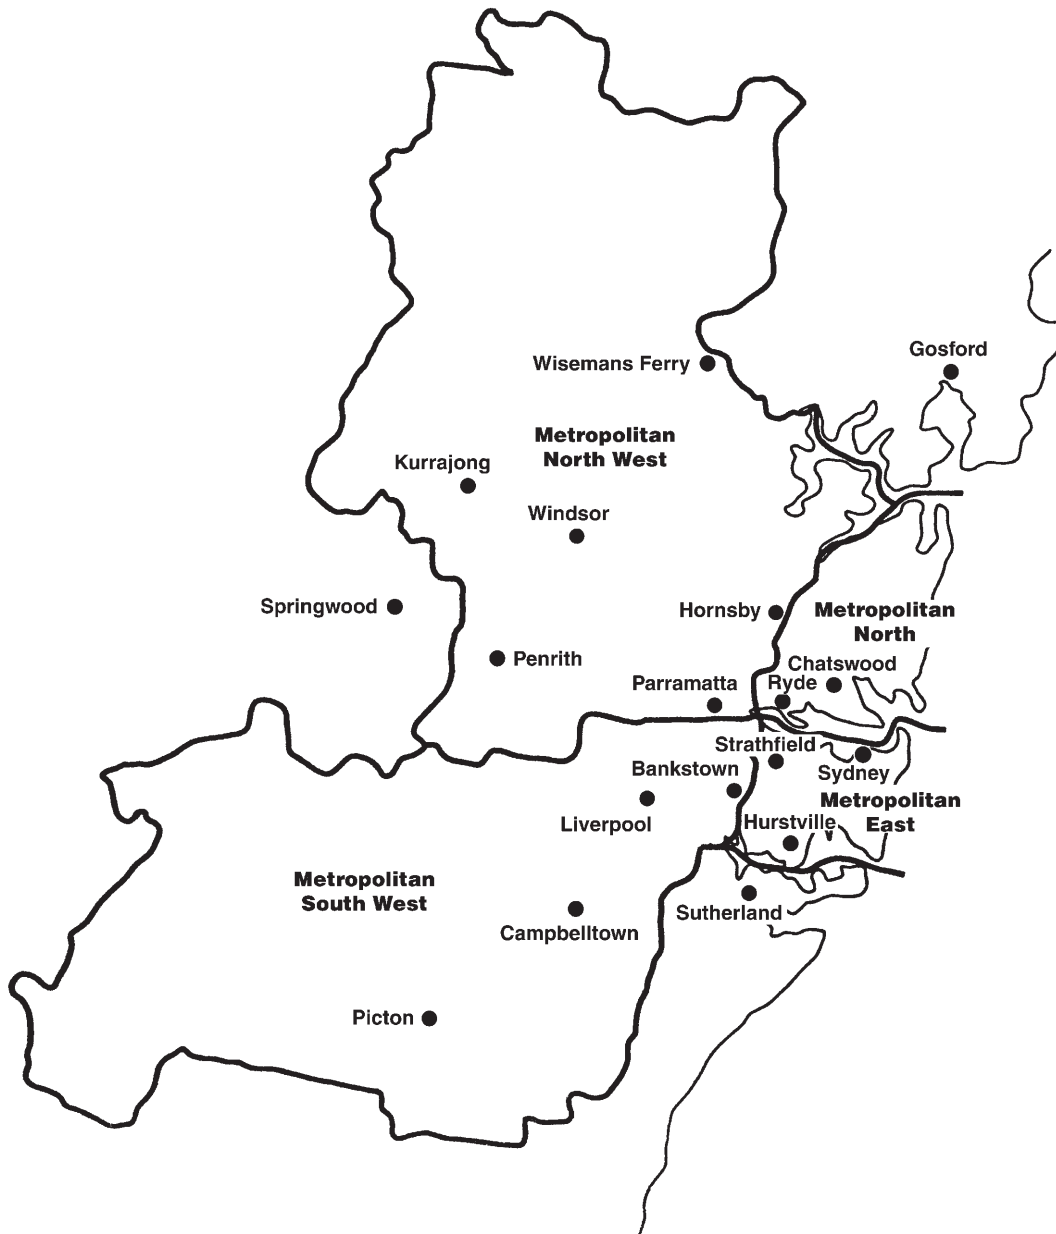 Gosford
Wisemans Ferry
Metropolitan
North West
Kurrajong
Windsor
Springwood
Hornsby
Metropolitan
North
Penrith
Chatswood
Parramatta
Ryde
Strathfield
Bankstown
Sydney
Metropolitan
East
Liverpool
Hurstville
Metropolitan
South West
Sutherland
Campbelltown
Picton